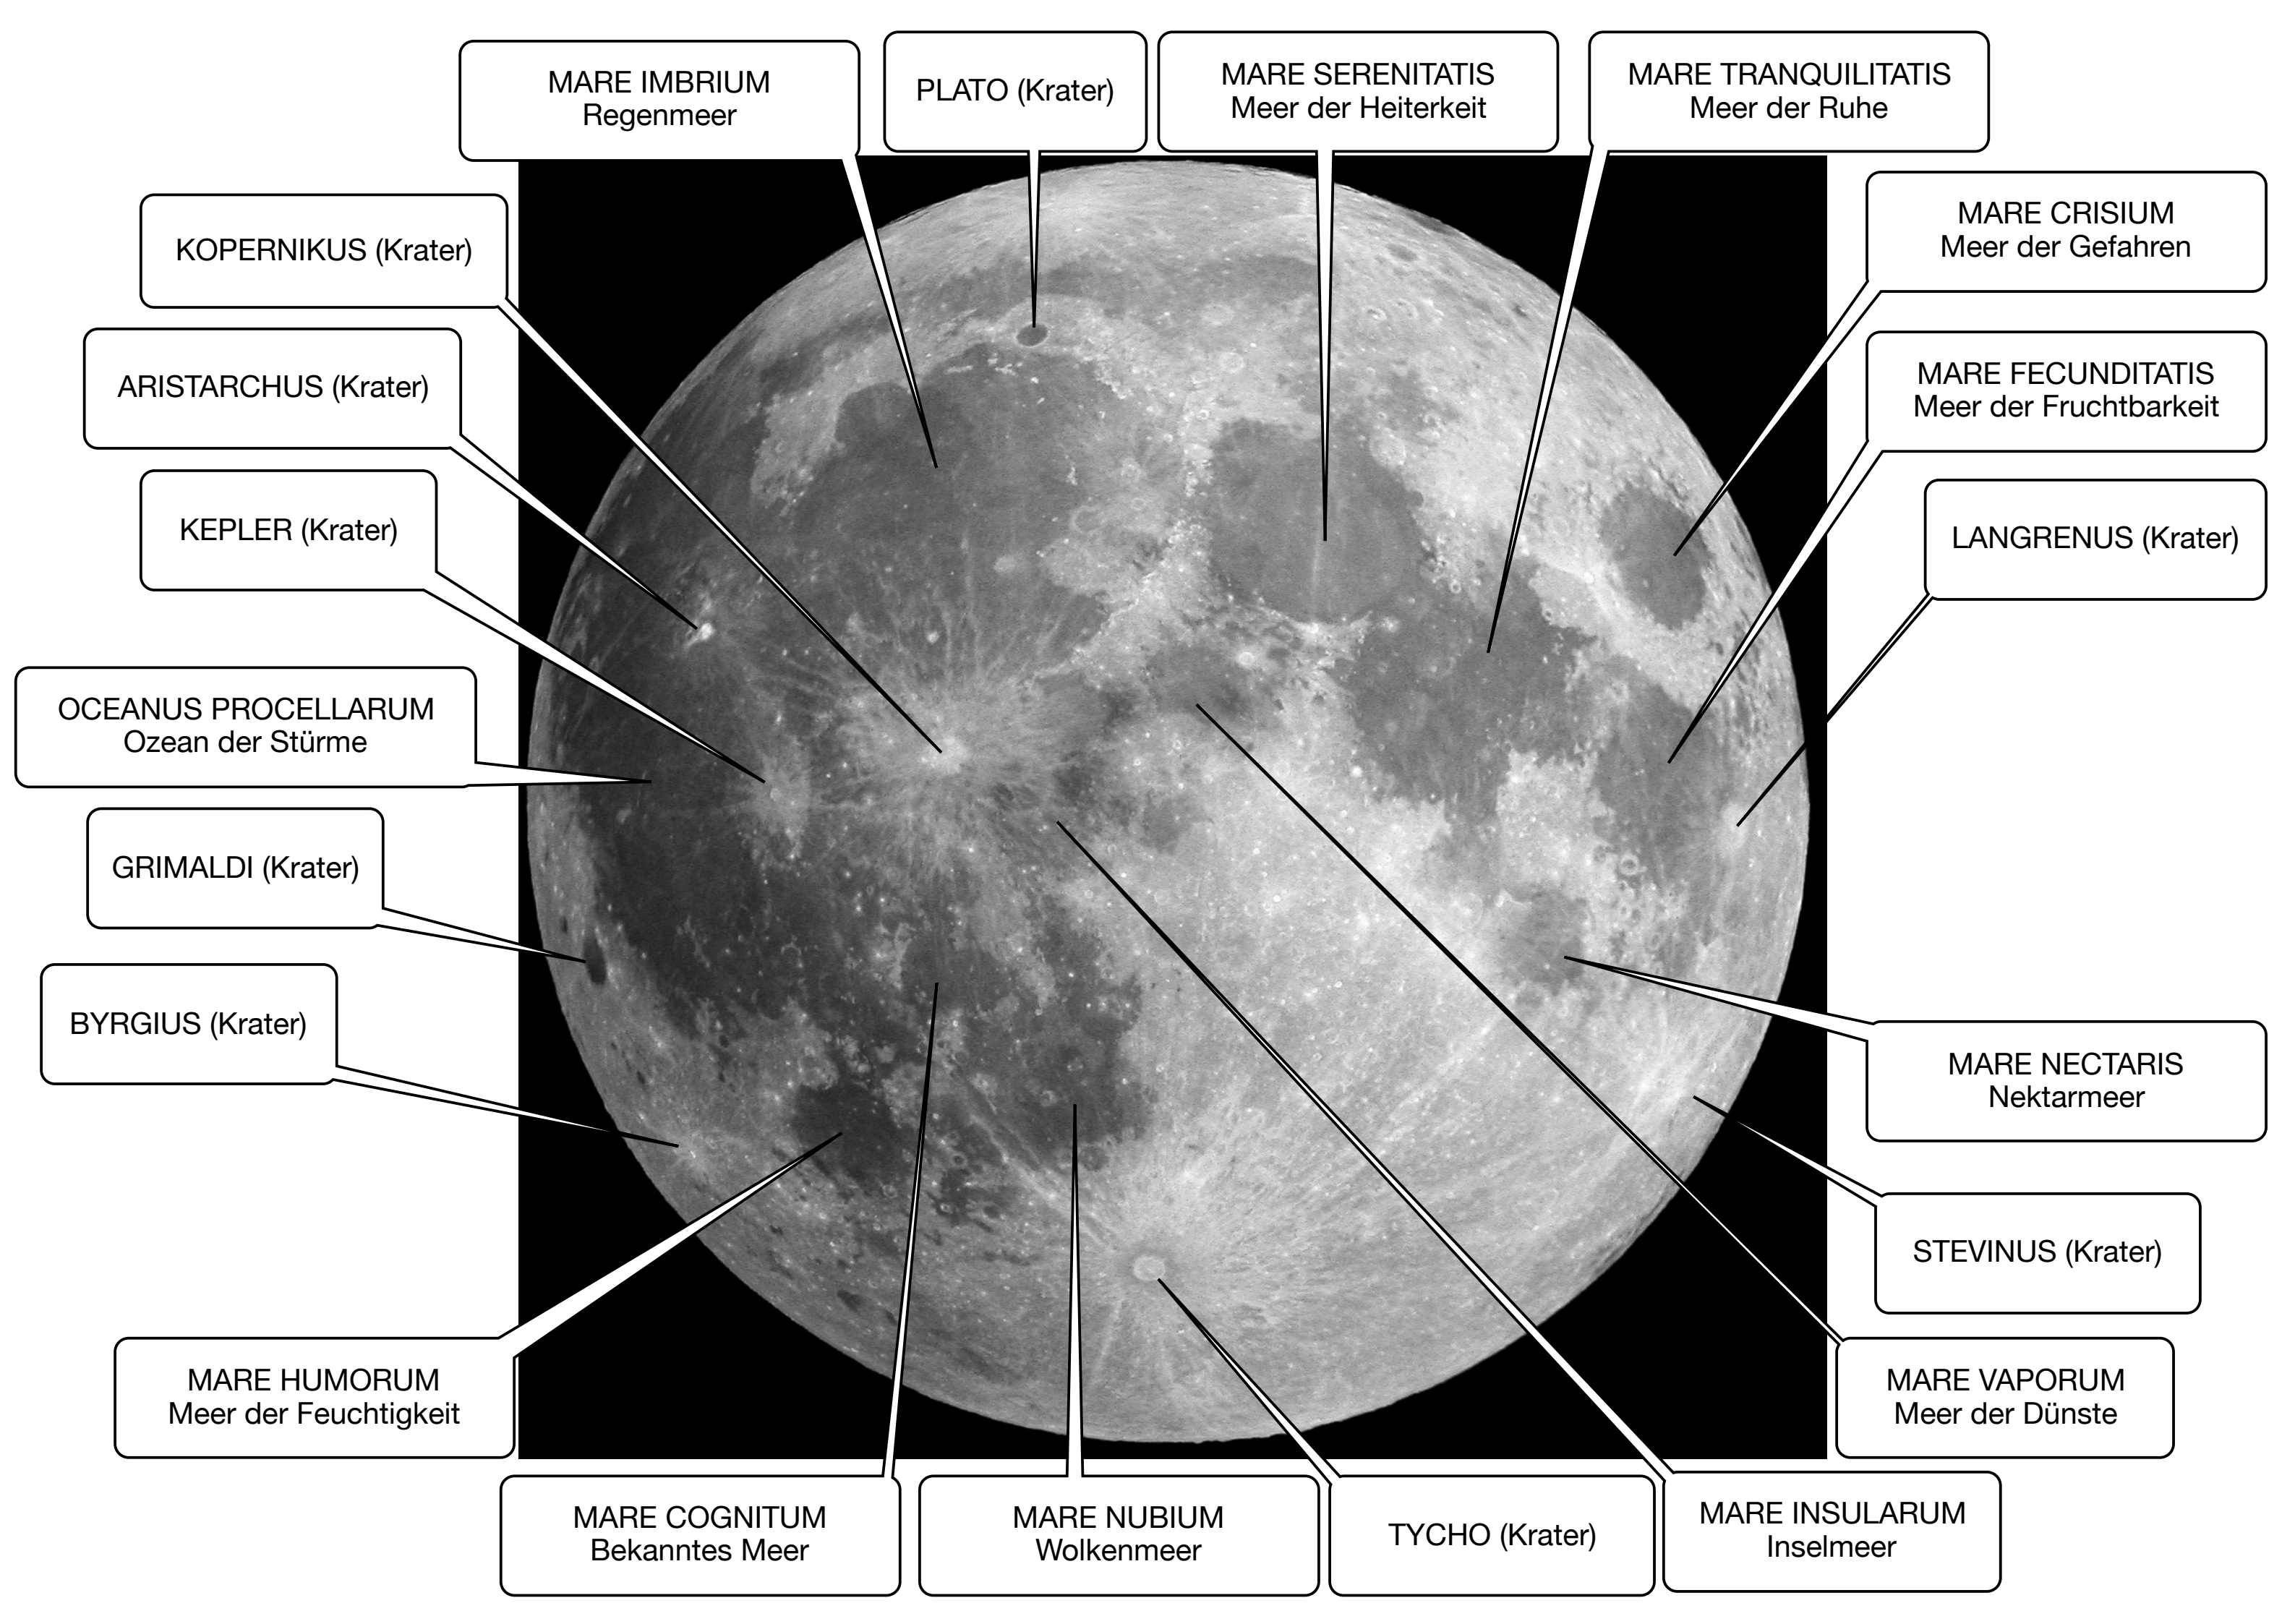 MARE IMBRIUM
Regenmeer
PLATO (Krater)
MARE SERENITATIS
Meer der Heiterkeit
MARE TRANQUILITATIS
Meer der Ruhe
KOPERNIKUS (Krater)
MARE CRISIUM
Meer der Gefahren
ARISTARCHUS (Krater)
MARE FECUNDITATIS
Meer der Fruchtbarkeit
KEPLER (Krater)
LANGRENUS (Krater)
OCEANUS PROCELLARUM
Ozean der Stürme
GRIMALDI (Krater)
BYRGIUS (Krater)
MARE NECTARIS
Nektarmeer
STEVINUS (Krater)
MARE HUMORUM
Meer der Feuchtigkeit
MARE VAPORUM
Meer der Dünste
MARE COGNITUM
Bekanntes Meer
MARE NUBIUM
Wolkenmeer
TYCHO (Krater)
MARE INSULARUM
Inselmeer